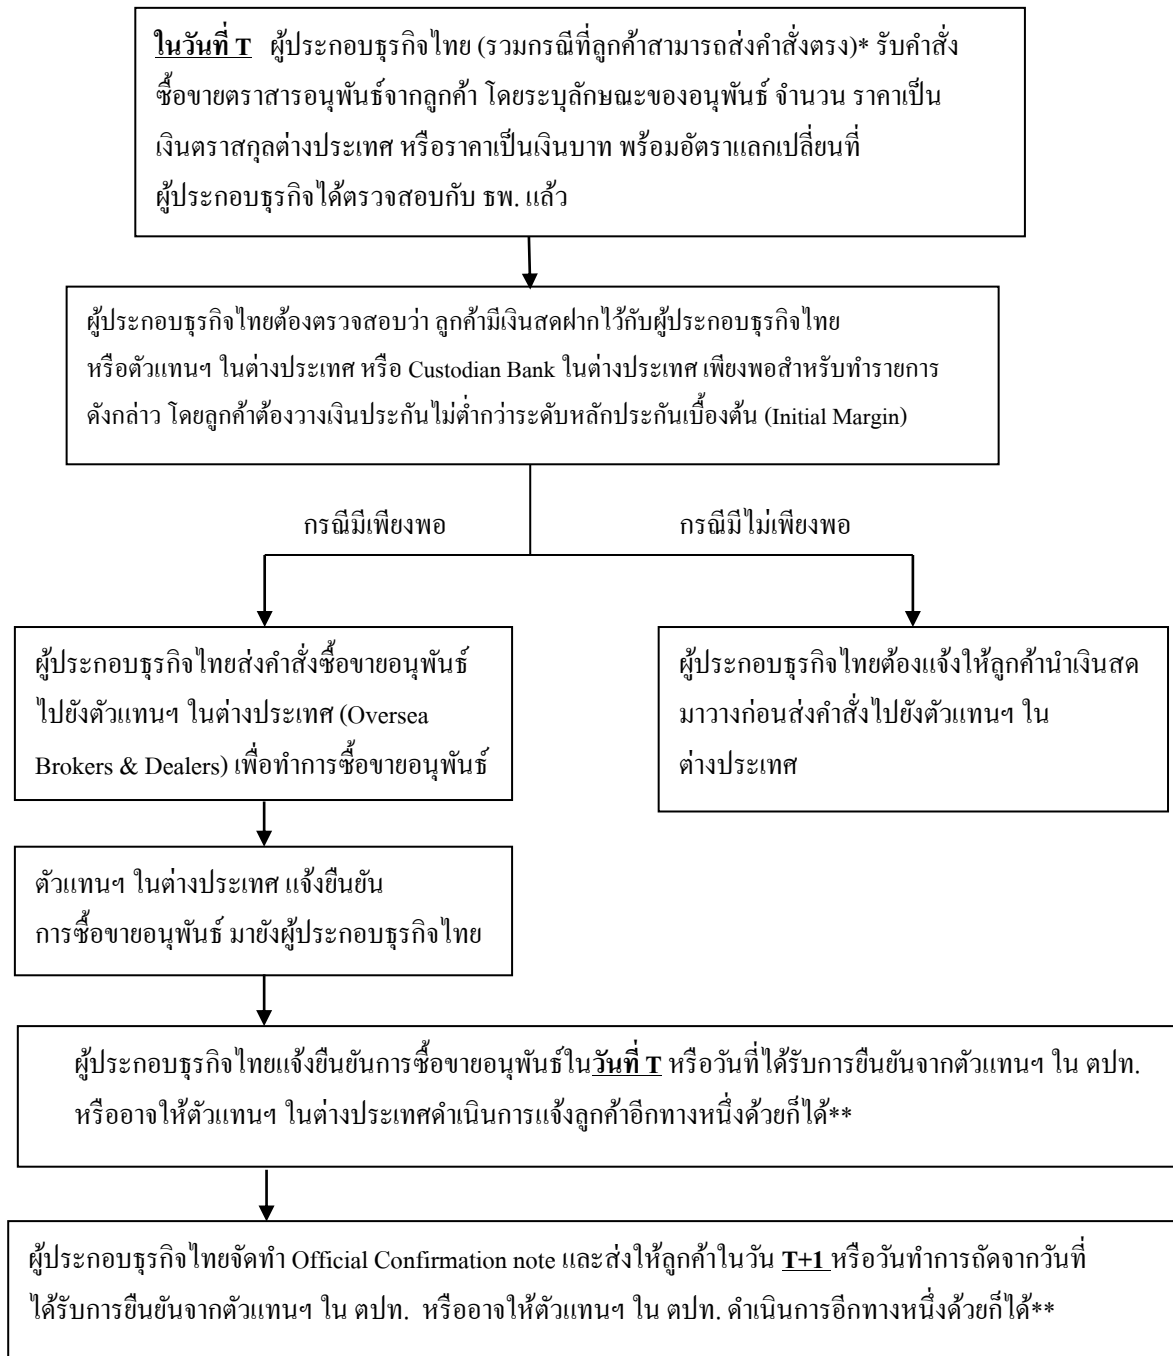 ในวันที่ T ผู้ประกอบธุรกิจไทย (รวมกรณีที่ลูกค้าสามารถส่งคำสั่งตรง)* รับคำสั่ง
ซื้อขายตราสารอนุพันธ์จากลูกค้า โดยระบุลักษณะของอนุพันธ์ จำนวน ราคาเป็น
เงินตราสกุลต่างประเทศ หรือราคาเป็นเงินบาท พร้อมอัตราแลกเปลี่ยนที่
ผู้ประกอบธุรกิจได้ตรวจสอบกับ ธพ. แล้ว
ผู้ประกอบธุรกิจไทยต้องตรวจสอบว่า ลูกค้ามีเงินสดฝากไว้กับผู้ประกอบธุรกิจไทย
หรือตัวแทนฯ ในต่างประเทศ หรือ Custodian Bank ในต่างประเทศ เพียงพอสำหรับทำรายการ
ดังกล่าว โดยลูกค้าต้องวางเงินประกันไม่ต่ำกว่าระดับหลักประกันเบื้องต้น (Initial Margin)
กรณีมีเพียงพอ
กรณีมีไม่เพียงพอ
ผู้ประกอบธุรกิจไทยส่งคำสั่งซื้อขายอนุพันธ์
ไปยังตัวแทนฯ ในต่างประเทศ (Oversea
Brokers & Dealers) เพื่อทำการซื้อขายอนุพันธ์
ผู้ประกอบธุรกิจไทยต้องแจ้งให้ลูกค้านำเงินสด
มาวางก่อนส่งคำสั่งไปยังตัวแทนฯ ใน
ต่างประเทศ
ตัวแทนฯ ในต่างประเทศ แจ้งยืนยัน
การซื้อขายอนุพันธ์ มายังผู้ประกอบธุรกิจไทย
ผู้ประกอบธุรกิจไทยแจ้งยืนยันการซื้อขายอนุพันธ์ในวันที่ T หรือวันที่ได้รับการยืนยันจากตัวแทนฯ ใน ตปท.
หรืออาจให้ตัวแทนฯ ในต่างประเทศดำเนินการแจ้งลูกค้าอีกทางหนึ่งด้วยก็ได้**
ผู้ประกอบธุรกิจไทยจัดทำ Official Confirmation note และส่งให้ลูกค้าในวัน T+1 หรือวันทำการถัดจากวันที่
ได้รับการยืนยันจากตัวแทนฯ ใน ตปท. หรืออาจให้ตัวแทนฯ ใน ตปท. ดำเนินการอีกทางหนึ่งด้วยก็ได้**